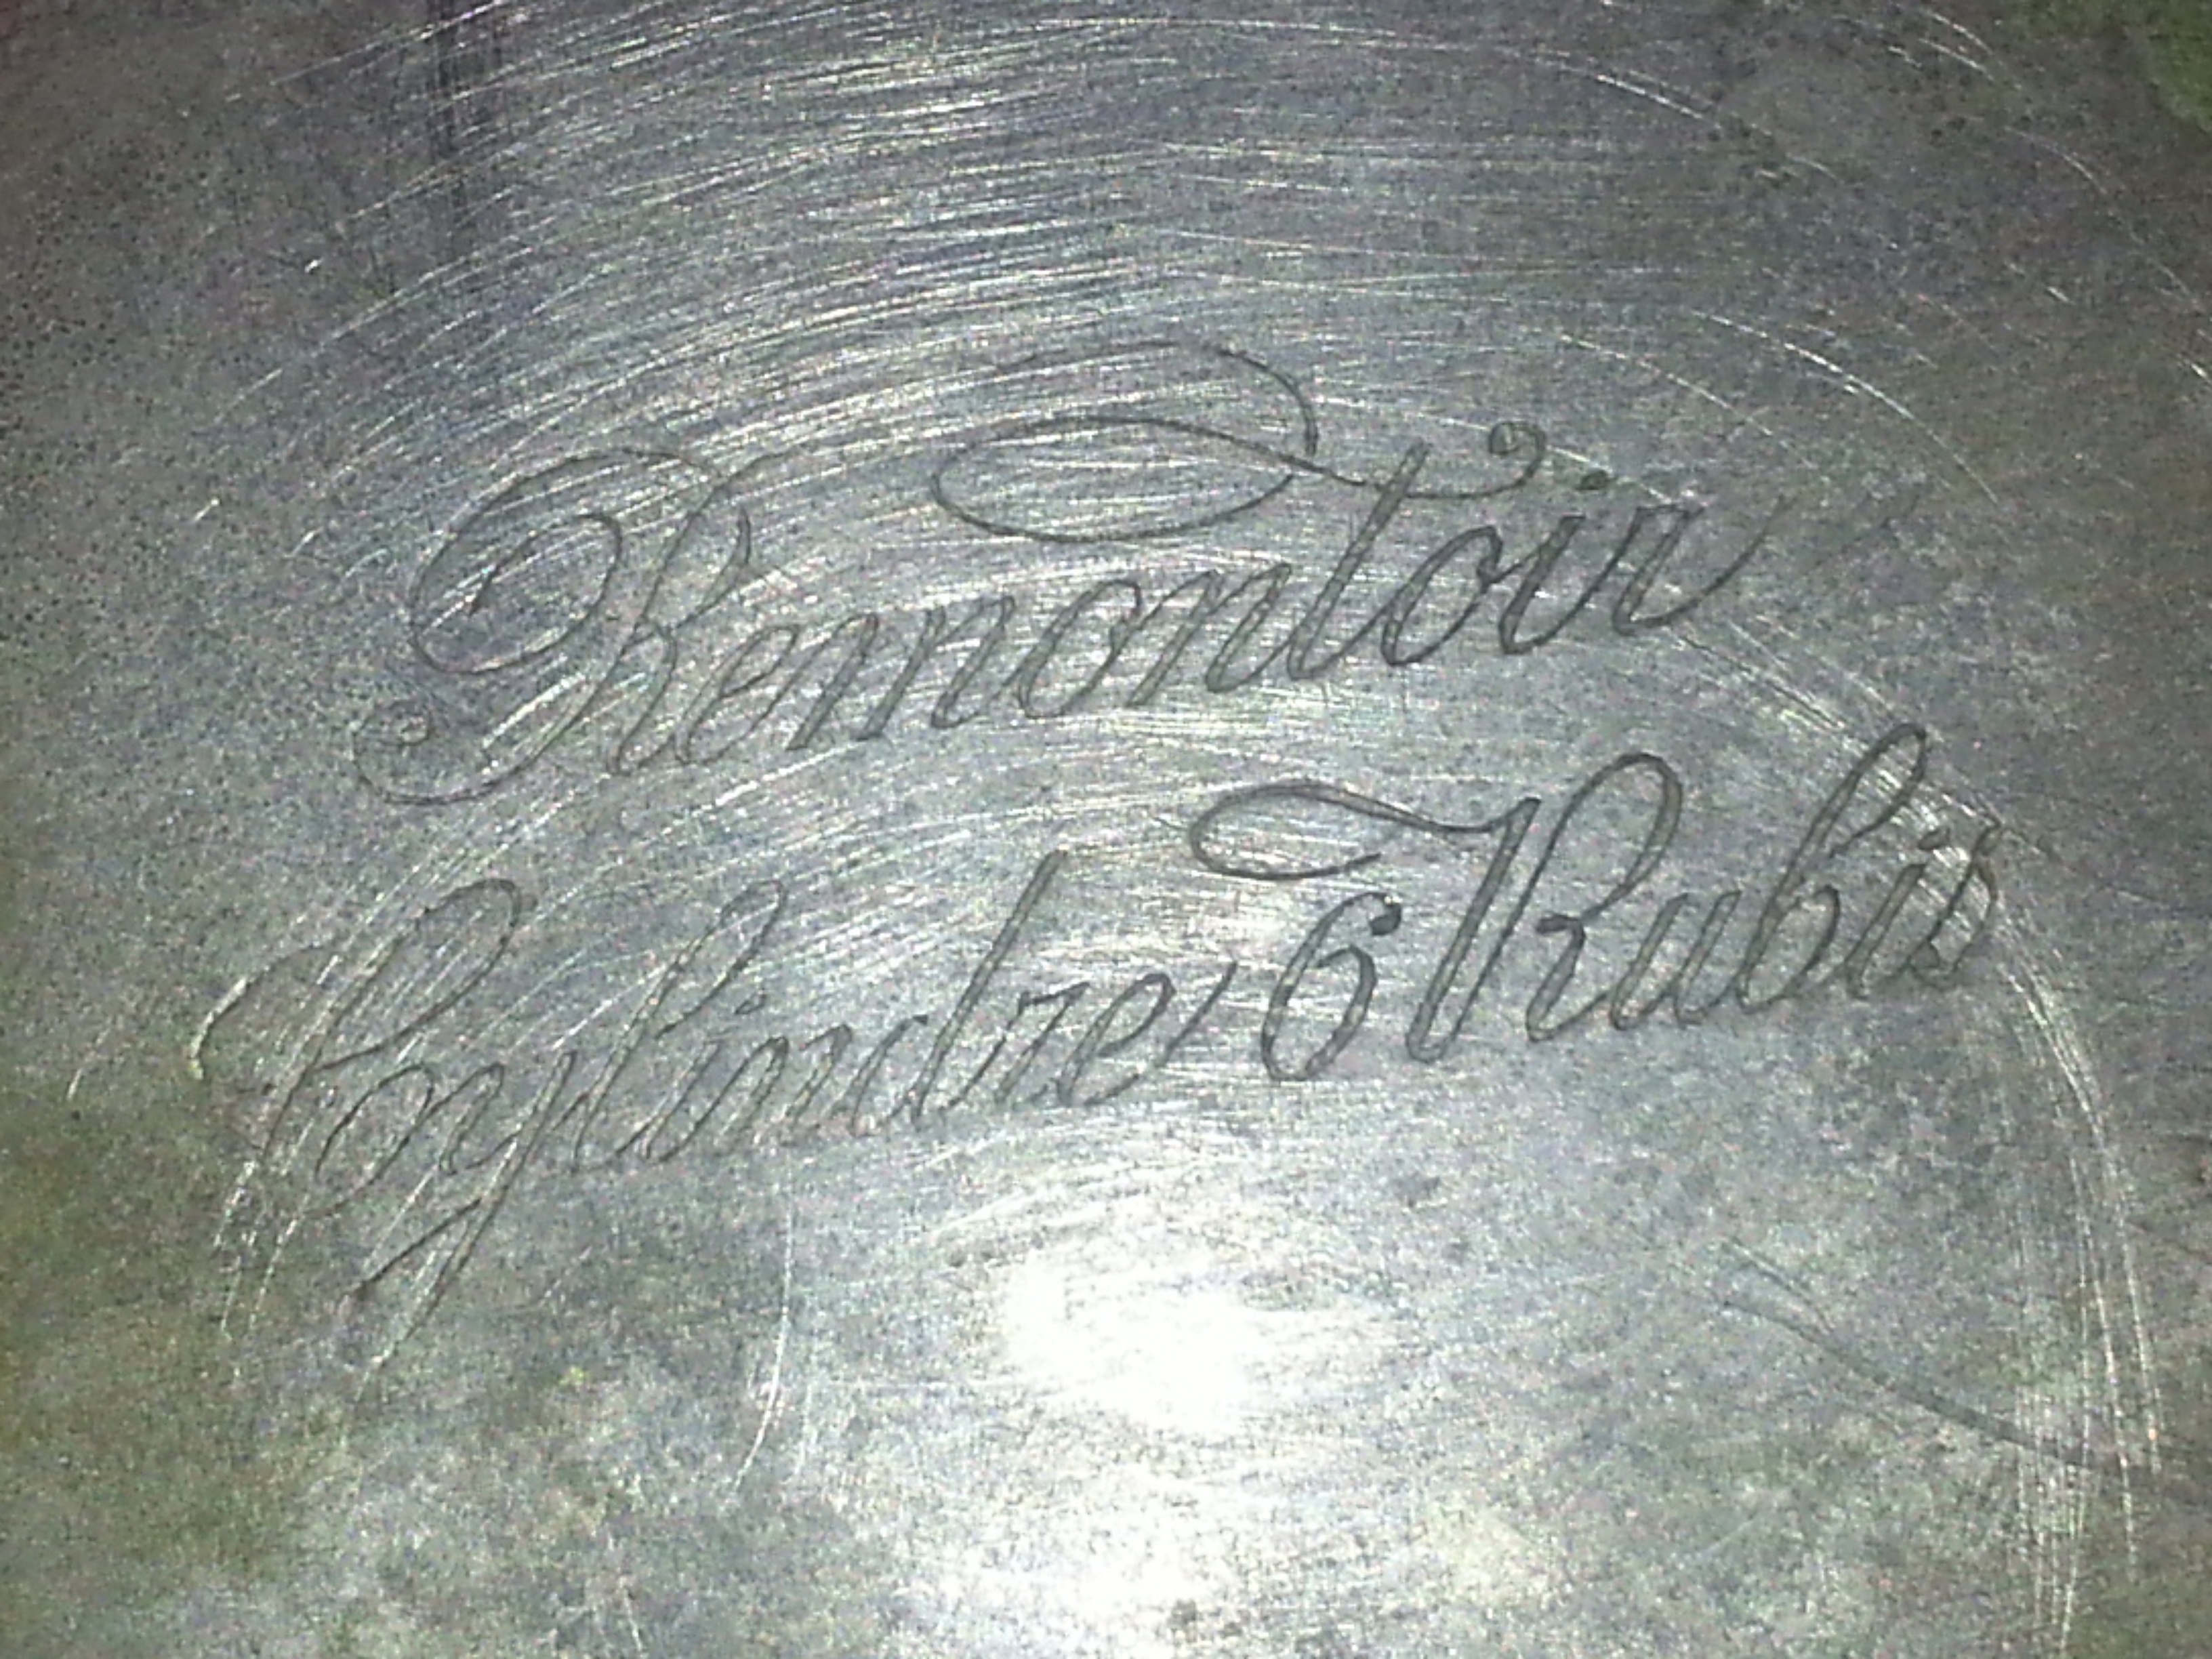 Remontoir
Cylindre 6 Rubis